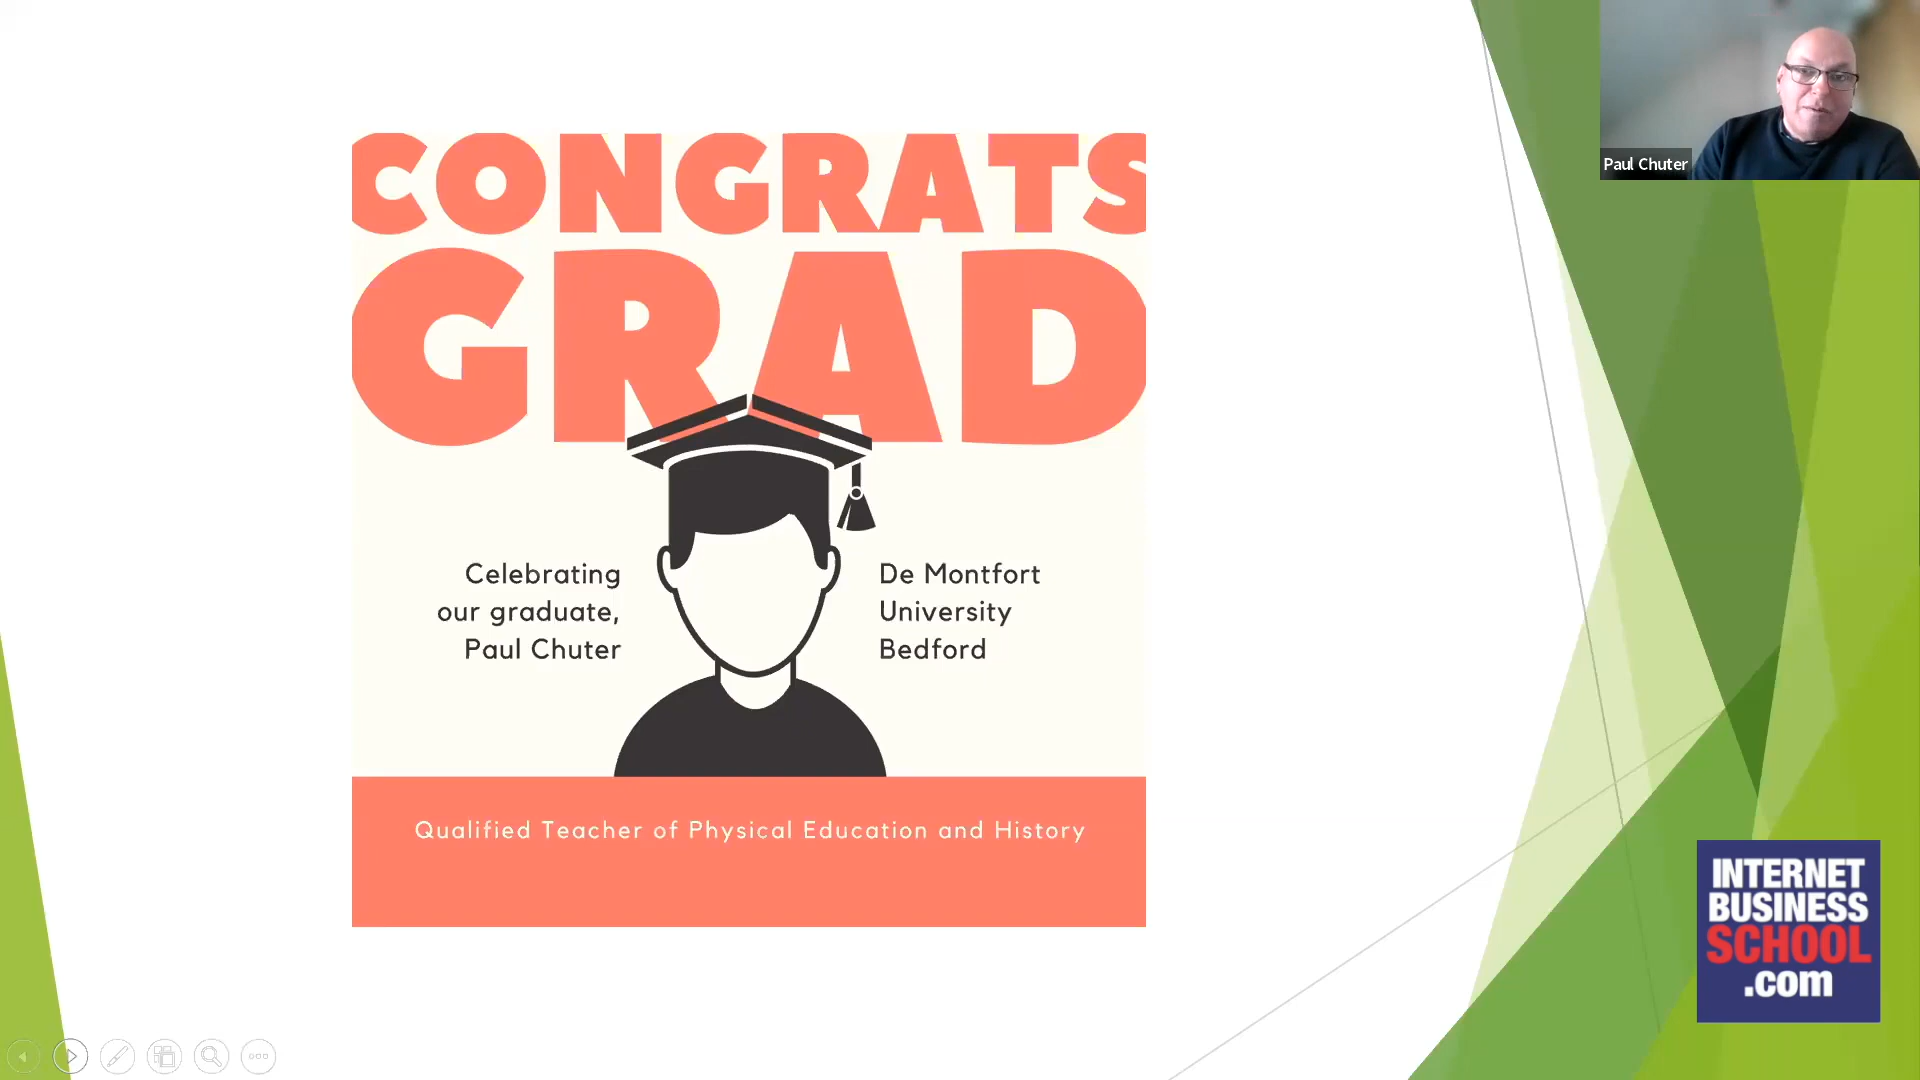 CONGRATS
GRAD
Celebrating
our graduate,
Paul Chuter
De Montfort
University
Bedford
Qualified Teacher of Physical Education and History
Paul Chuter
INTERNET
BUSINESS
SCHOOL
.com